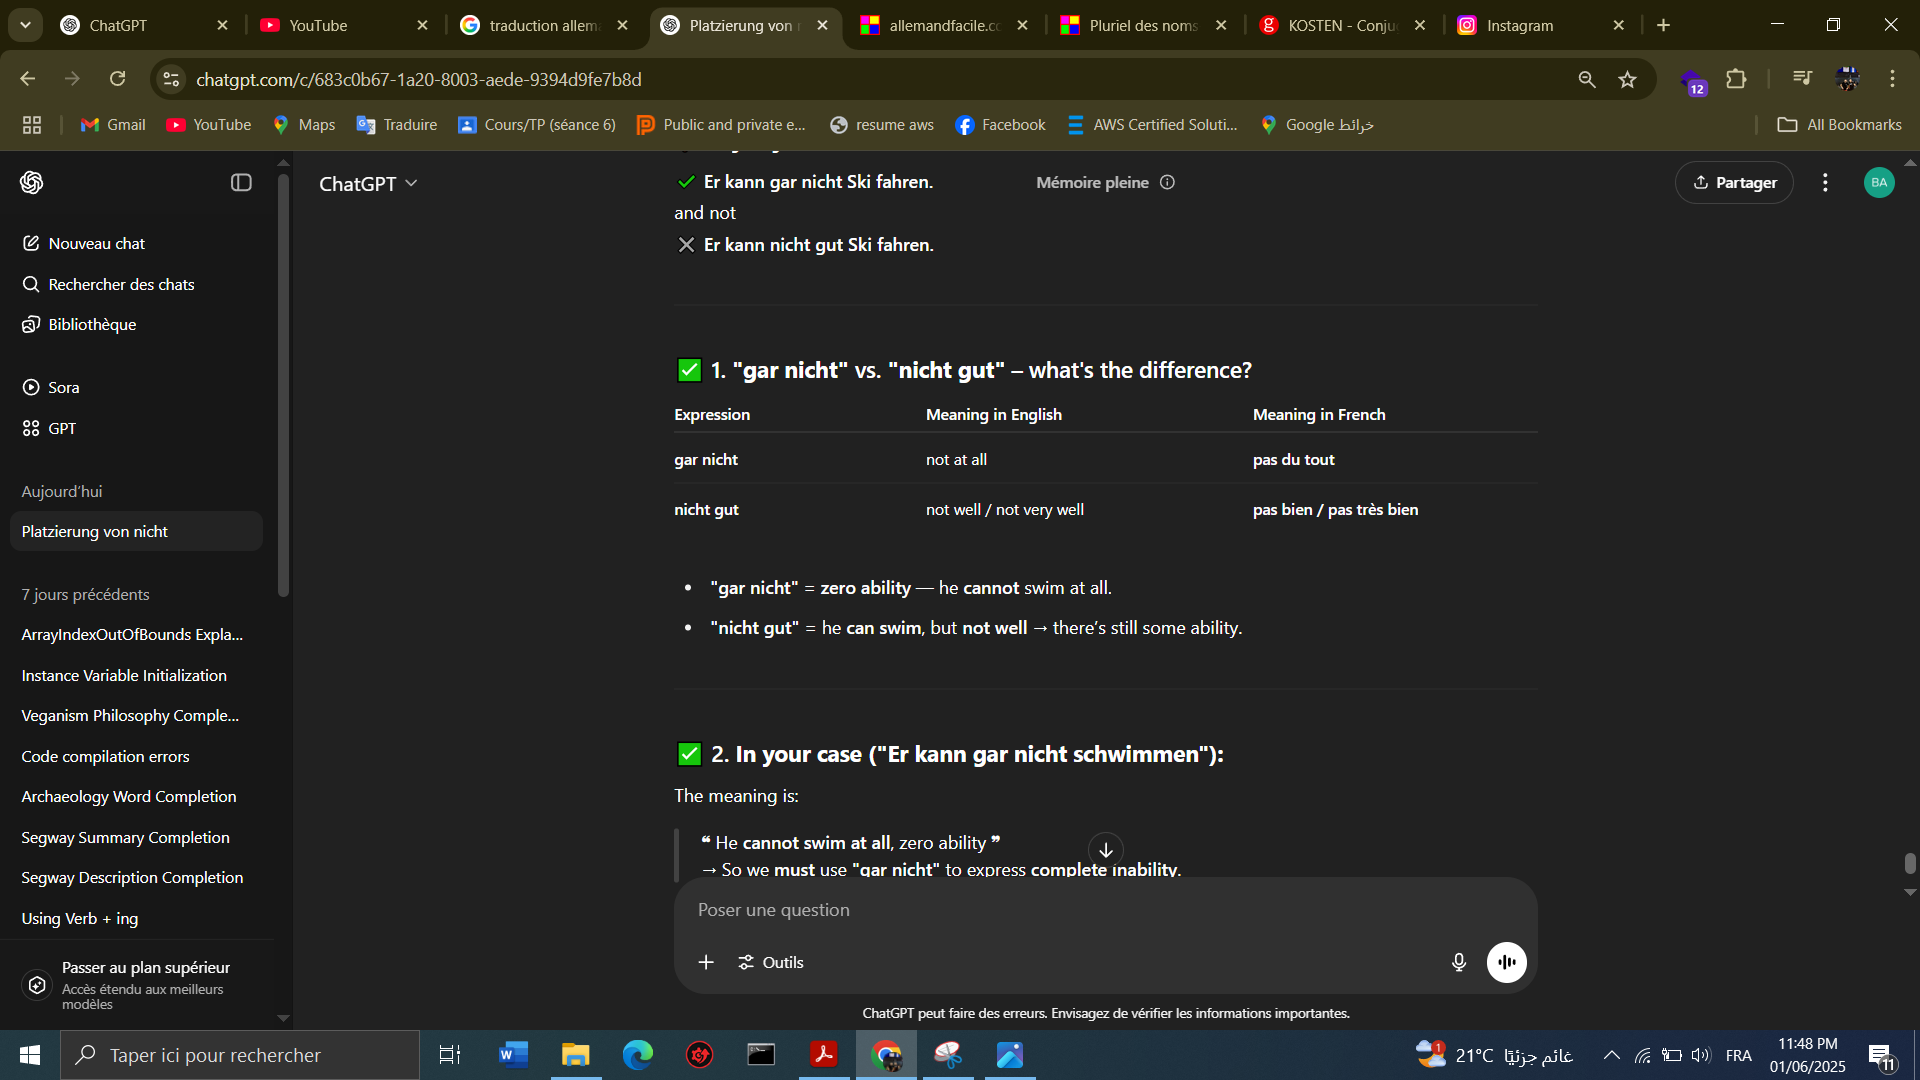 ChatGPT
YouTube
traduction allema
Platzierung von n
allemandfacile.co
Pluriel des noms
KOSTEN - Conju
Instagram
chatgpt.com/c/683c0b67-1a20-8003-aede-9394d9fe7b8d
12
Gmail
YouTube
Maps
Traduire
Cours/TP (séance 6)
Public and private e...
resume aws
Facebook
AWS Certified Soluti...
Google خرائط
All Bookmarks
ChatGPT
Mémoire pleine
Partager
BA
Nouveau chat
Rechercher des chats
Bibliothèque
Sora
GPT
Aujourd’hui
Platzierung von nicht
7 jours précédents
ArrayIndexOutOfBounds Expla...
Instance Variable Initialization
Veganism Philosophy Comple...
Code compilation errors
Archaeology Word Completion
Segway Summary Completion
Segway Description Completion
Using Verb + ing
Passer au plan supérieur
Accès étendu aux meilleurs
modèles
✓ Er kann gar nicht Ski fahren.
and not
✕ Er kann nicht gut Ski fahren.
✅ 1. "gar nicht" vs. "nicht gut" – what's the difference?
Expression Meaning in English Meaning in French
gar nicht not at all pas du tout
nicht gut not well / not very well pas bien / pas très bien
• "gar nicht" = zero ability — he cannot swim at all.
• "nicht gut" = he can swim, but not well → there’s still some ability.
✅ 2. In your case ("Er kann gar nicht schwimmen"):
The meaning is:
❝ He cannot swim at all, zero ability ❞
→ So we must use "gar nicht" to express complete inability.
Poser une question
Outils
ChatGPT peut faire des erreurs. Envisagez de vérifier les informations importantes.
Taper ici pour rechercher
1
21°C غائم جزئيًا
FRA
11:48 PM
01/06/2025
11